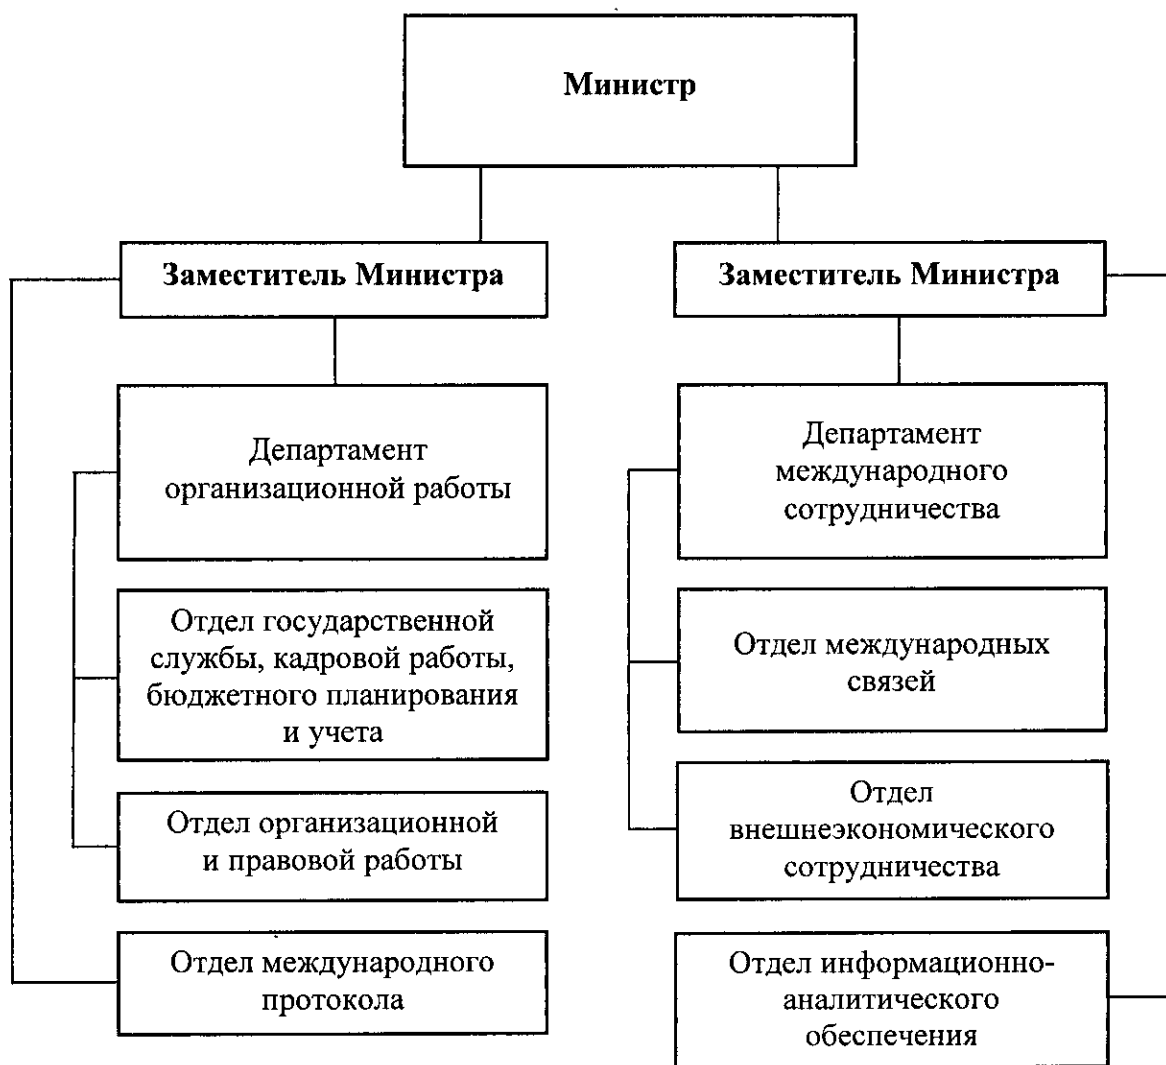 Министр
Заместитель Министра
Департамент
организационной работы
Отдел государственной
службы, кадровой работы,
бюджетного планирования
и учета
Отдел организационной
и правовой работы
Отдел международного
протокола
Заместитель Министра
Департамент
международного
сотрудничества
Отдел международных
связей
Отдел
внешнеэкономического
сотрудничества
Отдел информационно-
аналитического
обеспечения